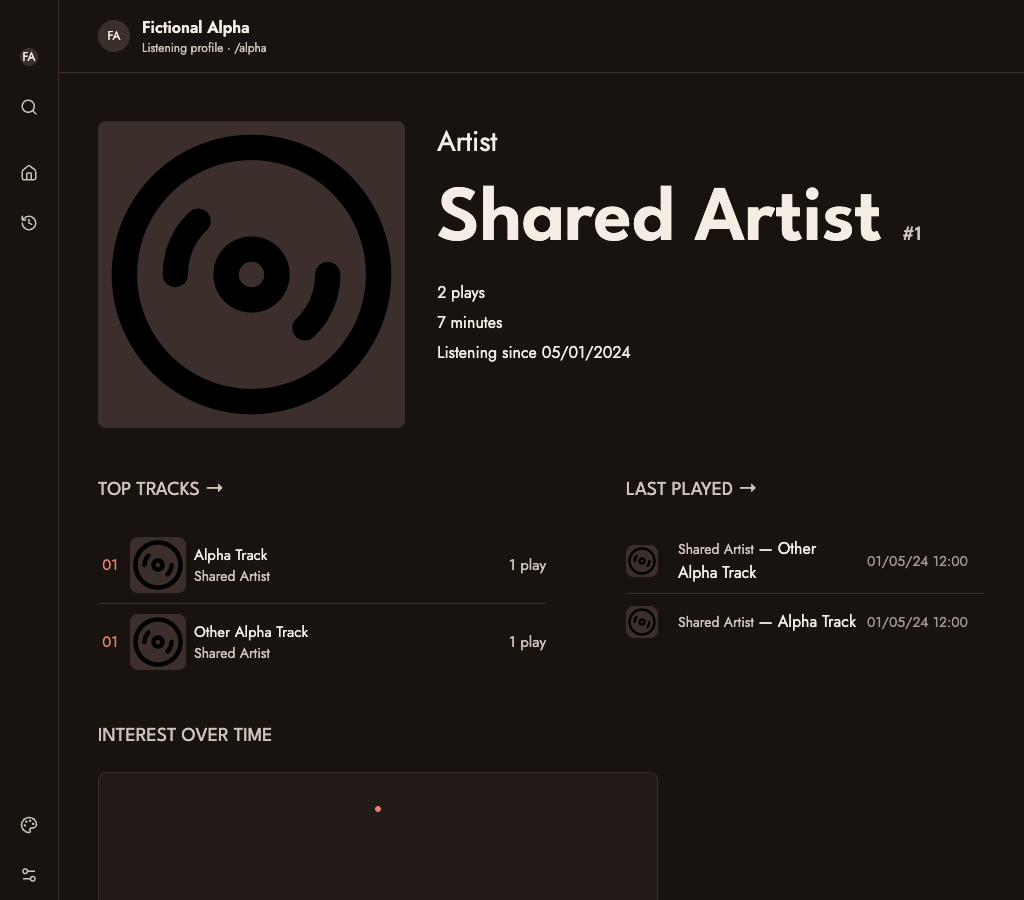 FA
FA
Fictional Alpha
Listening profile · /alpha
Artist
Shared Artist #1
2 plays
7 minutes
Listening since 05/01/2024
TOP TRACKS →
01
Alpha Track
Shared Artist
1 play
01
Other Alpha Track
Shared Artist
1 play
LAST PLAYED →
Shared Artist — Other
Alpha Track
01/05/24 12:00
Shared Artist — Alpha Track 01/05/24 12:00
INTEREST OVER TIME